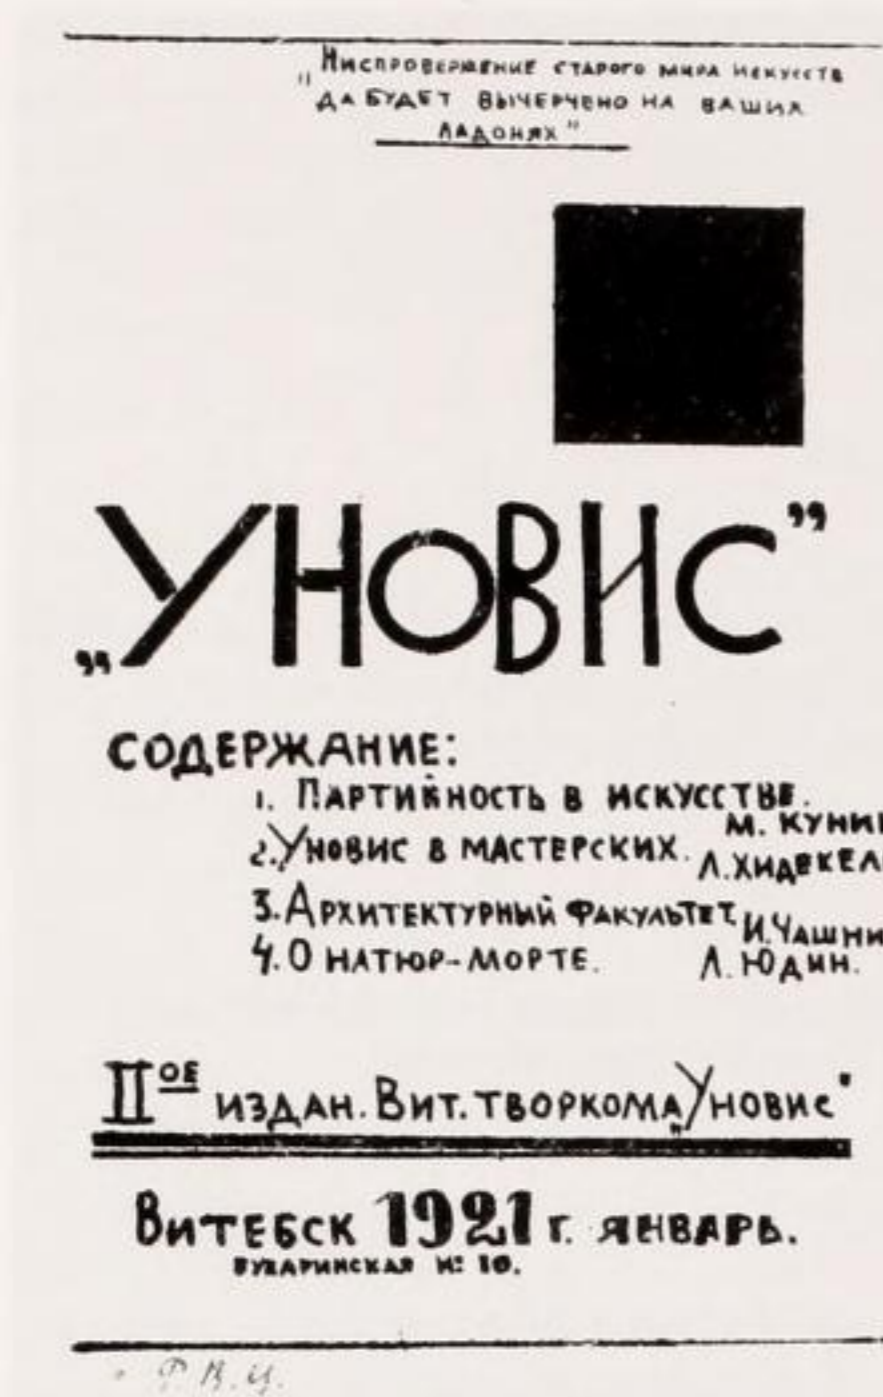 „Ниспровержение старого мира искусств
да будет вычерчено на ваших
ладонях"
„УНОВИС”
СОДЕРЖАНИЕ:
1. Партийность в искусстве.
М. Куни
2. Уновис в мастерских.
Л. Хидекел
3. Архитектурный факультет
И. Чашни
4. О натюр-морте. Л. Юдин.
IIое издан. Вит. творкома „Уновис"
Витебск 1921 г. январь.
Бухаринская №: 10.
Ф. В. Ц.